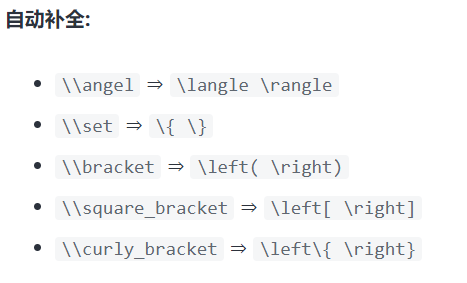 自动补全:
• \\angel ⇒ \langle \rangle
• \\set ⇒ \{ \}
• \\bracket ⇒ \left( \right)
• \\square_bracket ⇒ \left[ \right]
• \\curly_bracket ⇒ \left\{ \right}